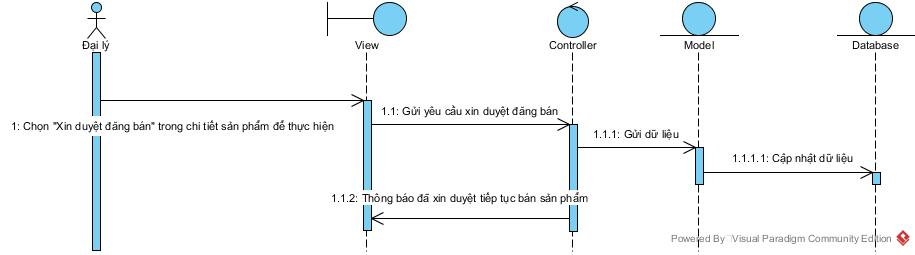 Đại lý
View
Controller
Model
Database
1: Chọn "Xin duyệt đăng bán" trong chi tiết sản phẩm để thực hiện
1.1: Gửi yêu cầu xin duyệt đăng bán
1.1.1: Gửi dữ liệu
1.1.1.1: Cập nhật dữ liệu
1.1.2: Thông báo đã xin duyệt tiếp tục bán sản phẩm
Powered By Visual Paradigm Community Edition